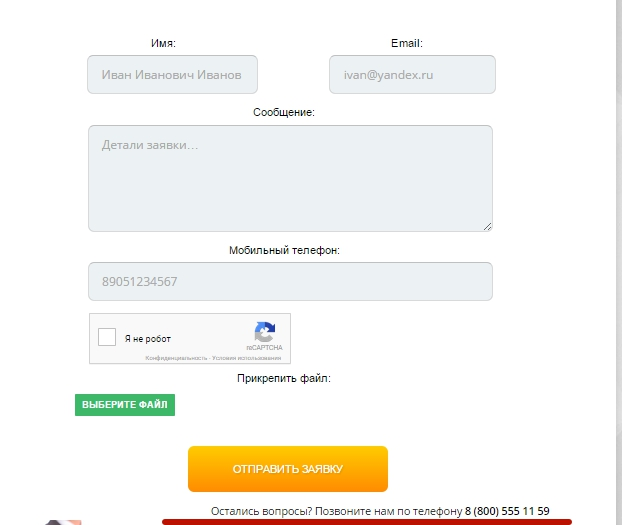 Имя: Email:
Иван Иванович Иванов ivan@yandex.ru
Сообщение:
Детали заявки...
Мобильный телефон:
89051234567
Я не робот
reCAPTCHA
Конфиденциальность - Условия использования
Прикрепить файл:
ВЫБЕРИТЕ ФАЙЛ
ОТПРАВИТЬ ЗАЯВКУ
Остались вопросы? Позвоните нам по телефону 8 (800) 555 11 59